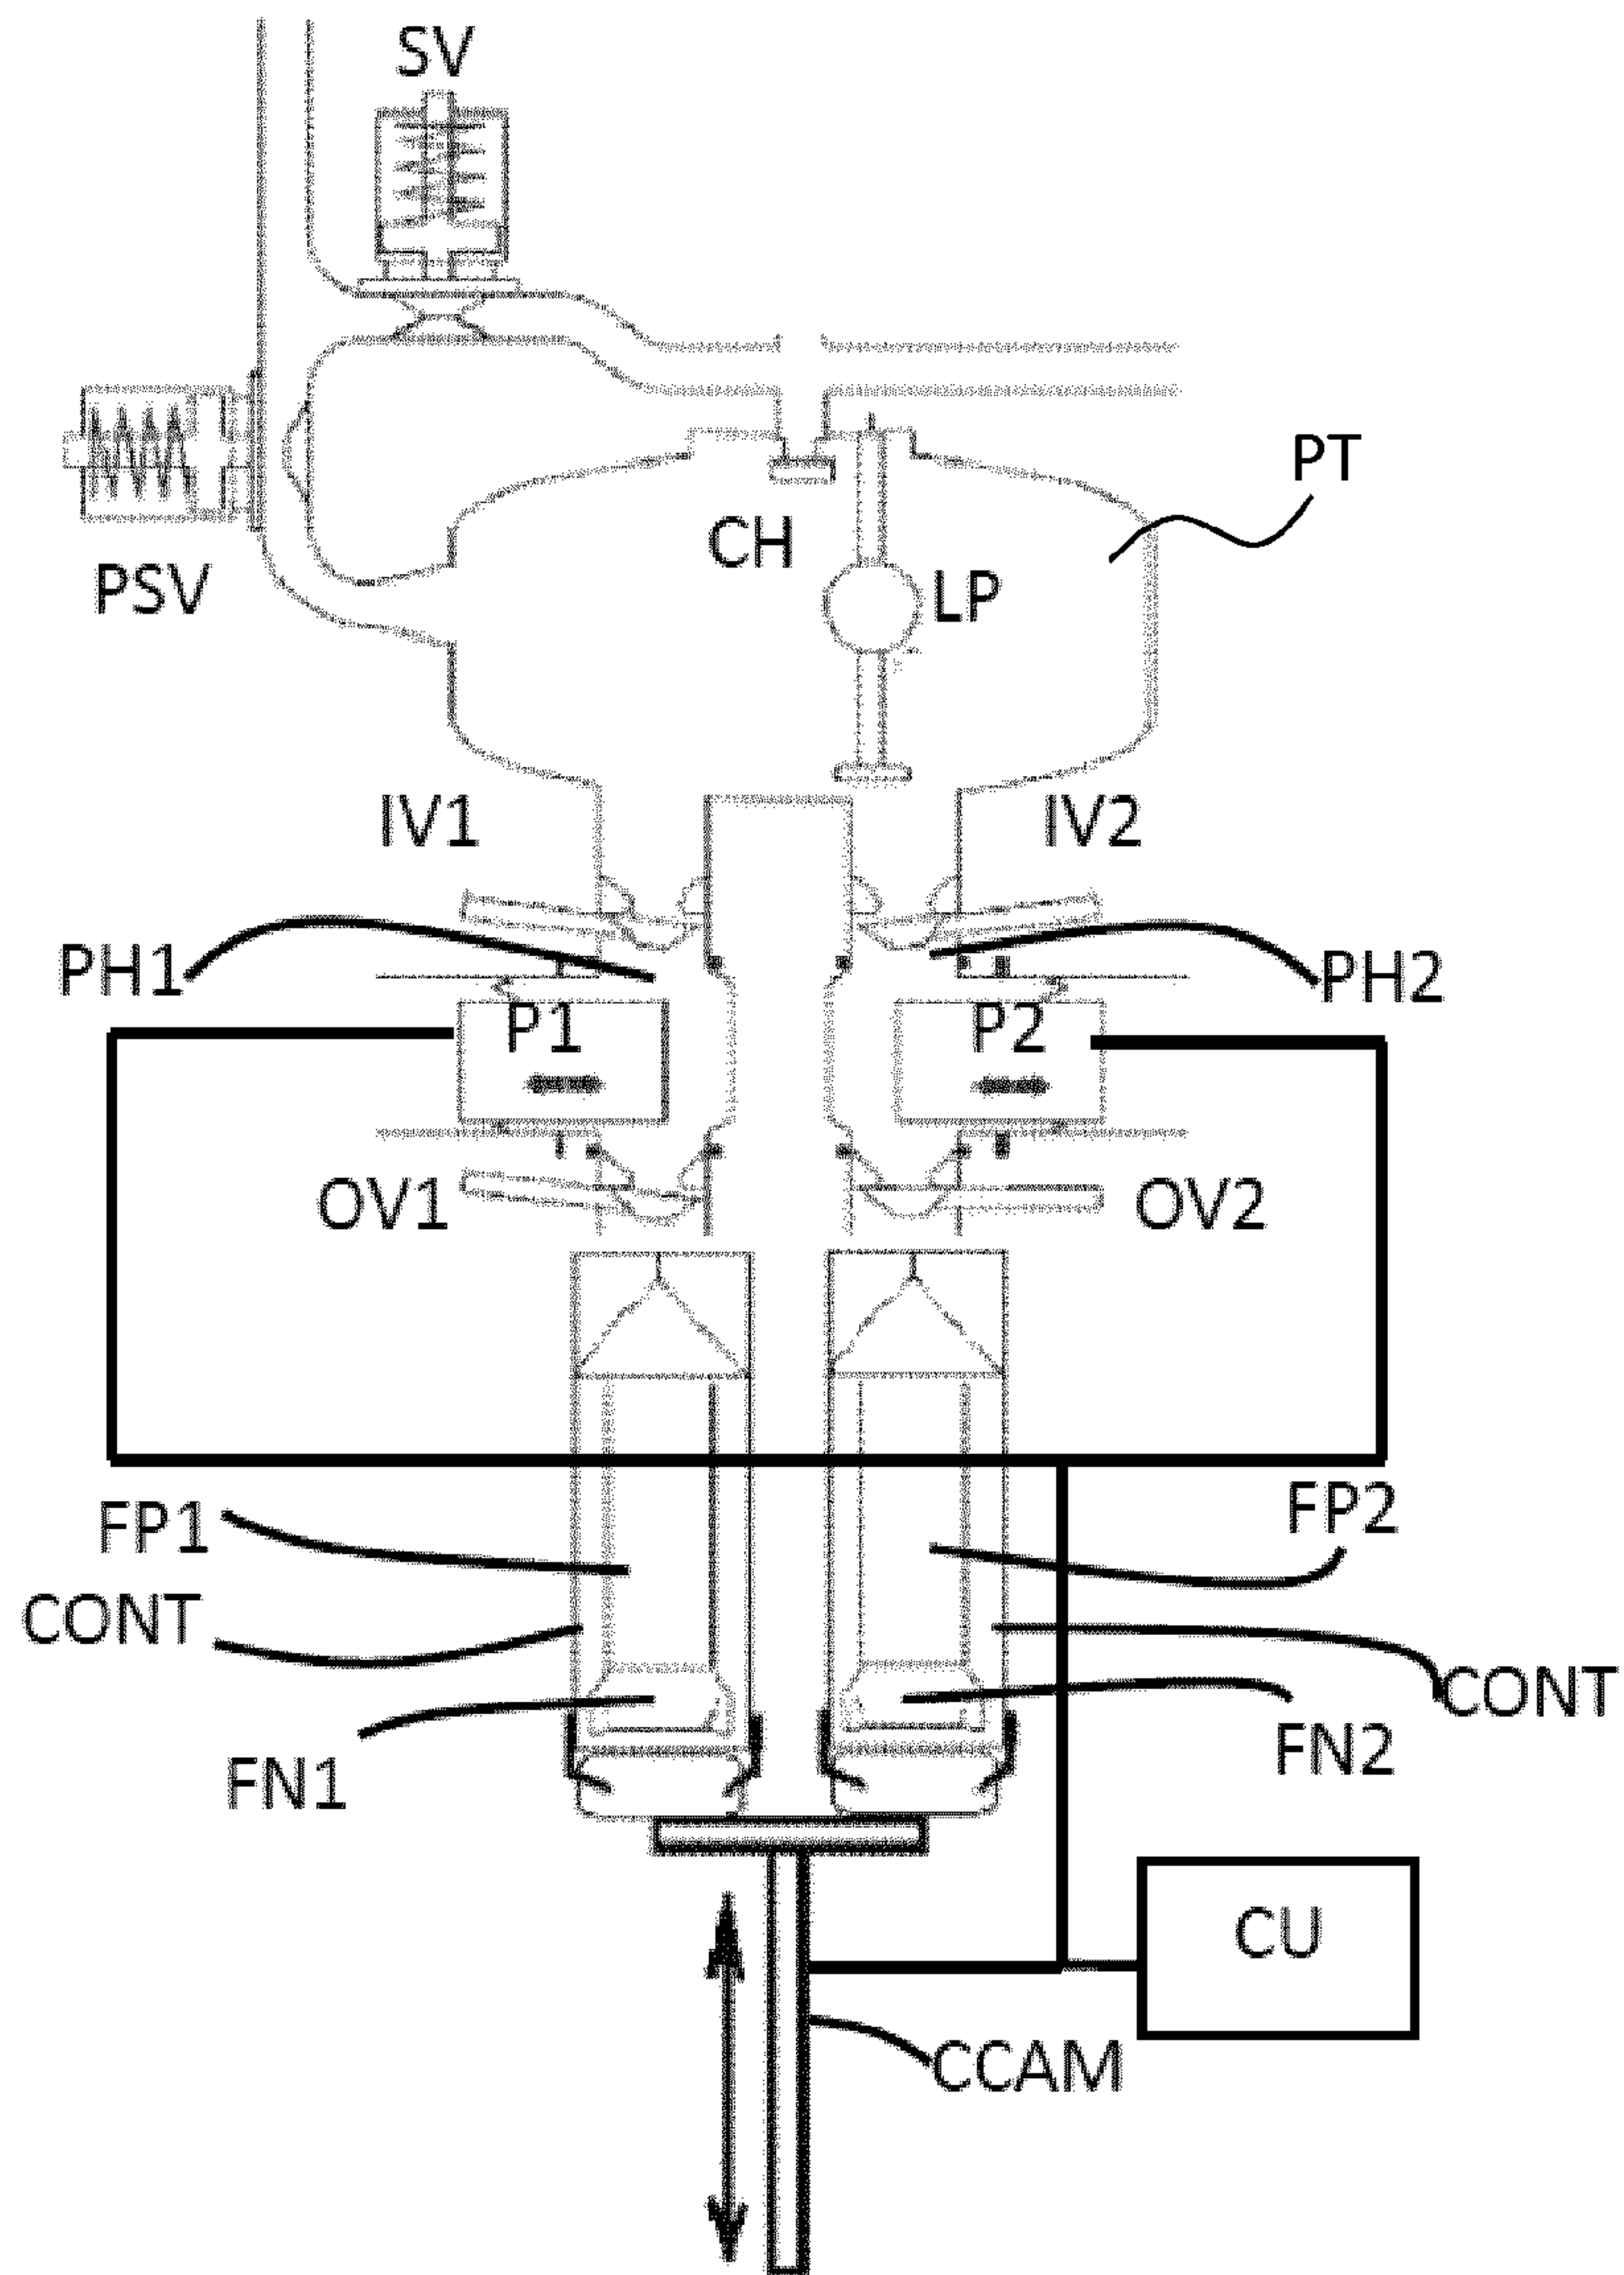 SV
PT
CH
PSV
LP
IV1
IV2
PH1
PH2
P1
P2
OV1
OV2
FP1
FP2
CONT
CONT
FN1
FN2
CU
CCAM